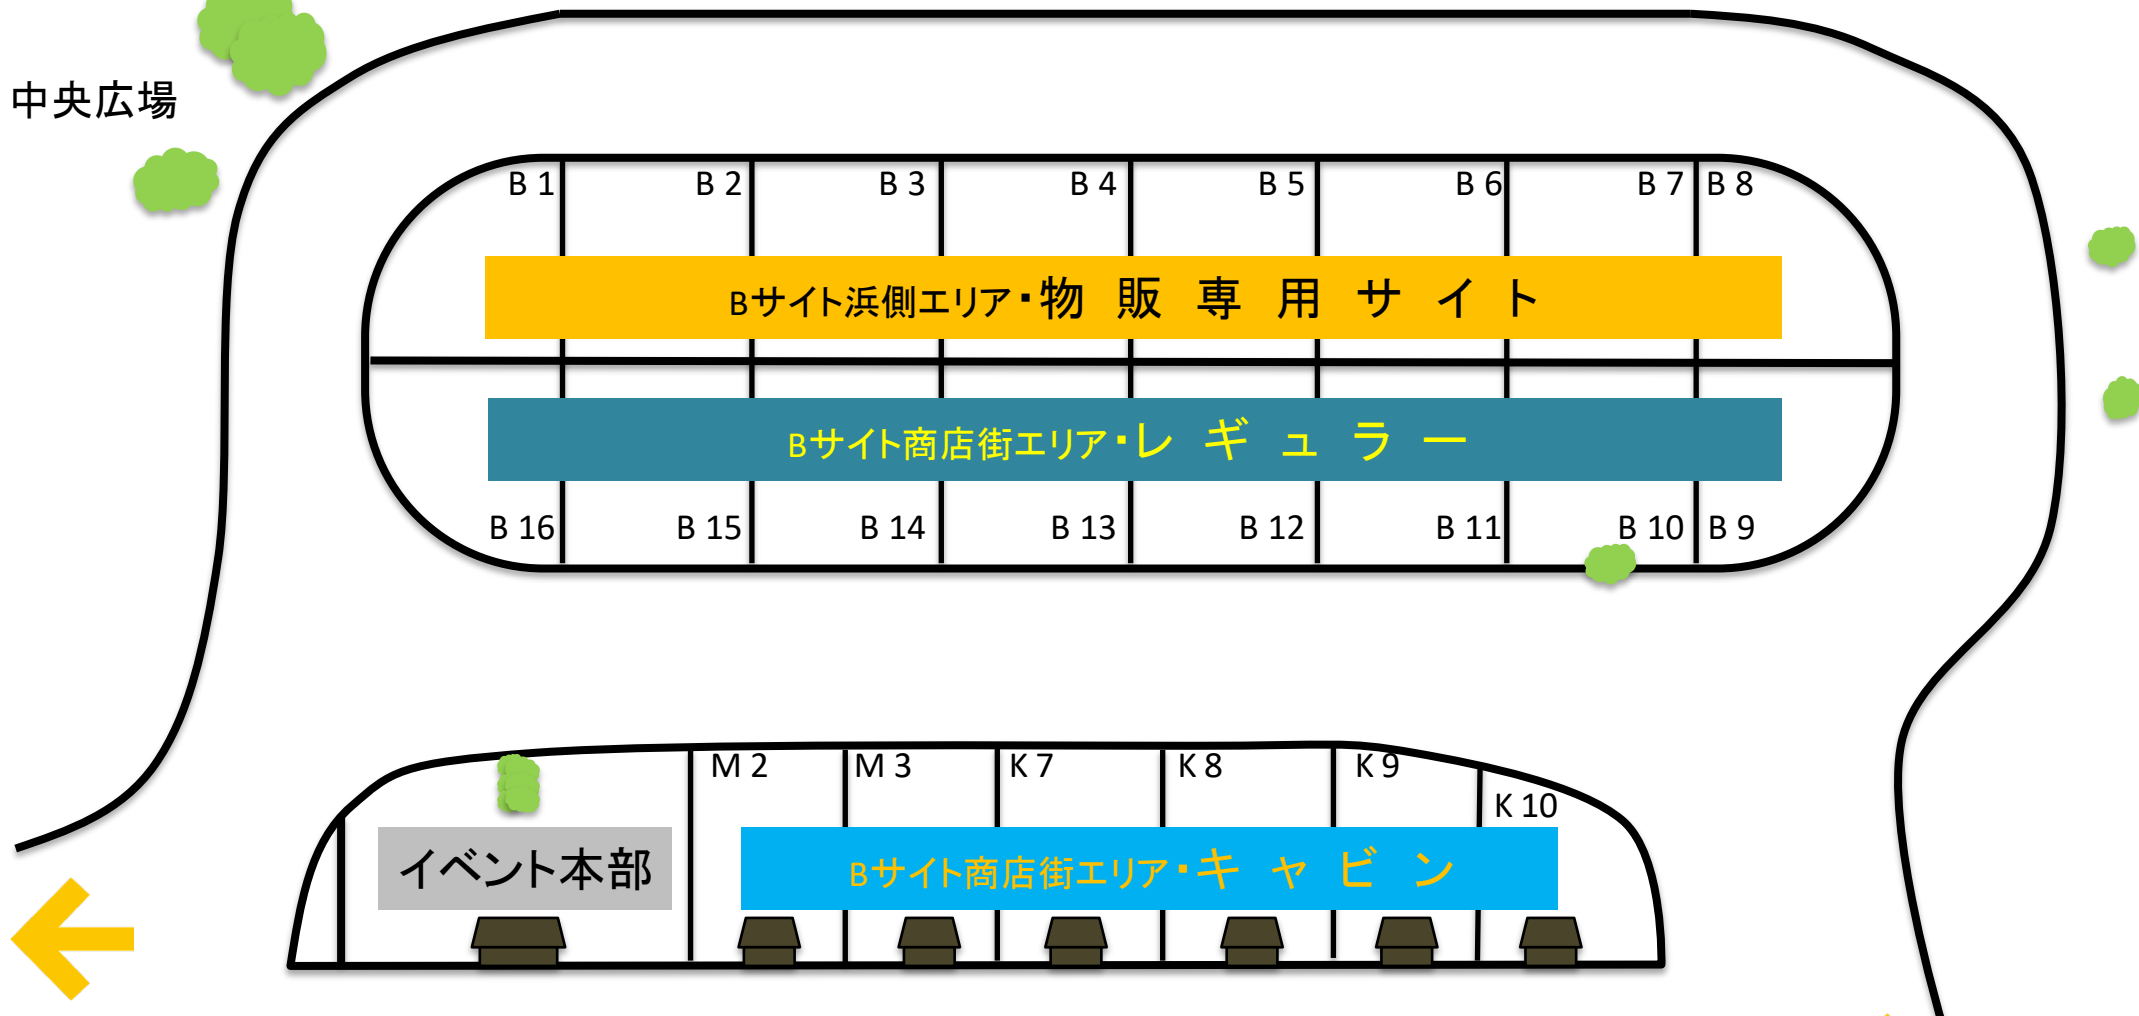 中央広場
B 1 B 2 B 3 B 4 B 5 B 6 B 7 B 8
Bサイト浜側エリア・物 販 専 用 サ イ ト
Bサイト商店街エリア・レ ギ ュ ラ ー
B 16 B 15 B 14 B 13 B 12 B 11 B 10 B 9
M 2 M 3 K 7 K 8 K 9
K 10
イベント本部
Bサイト商店街エリア・キ ャ ビ ン